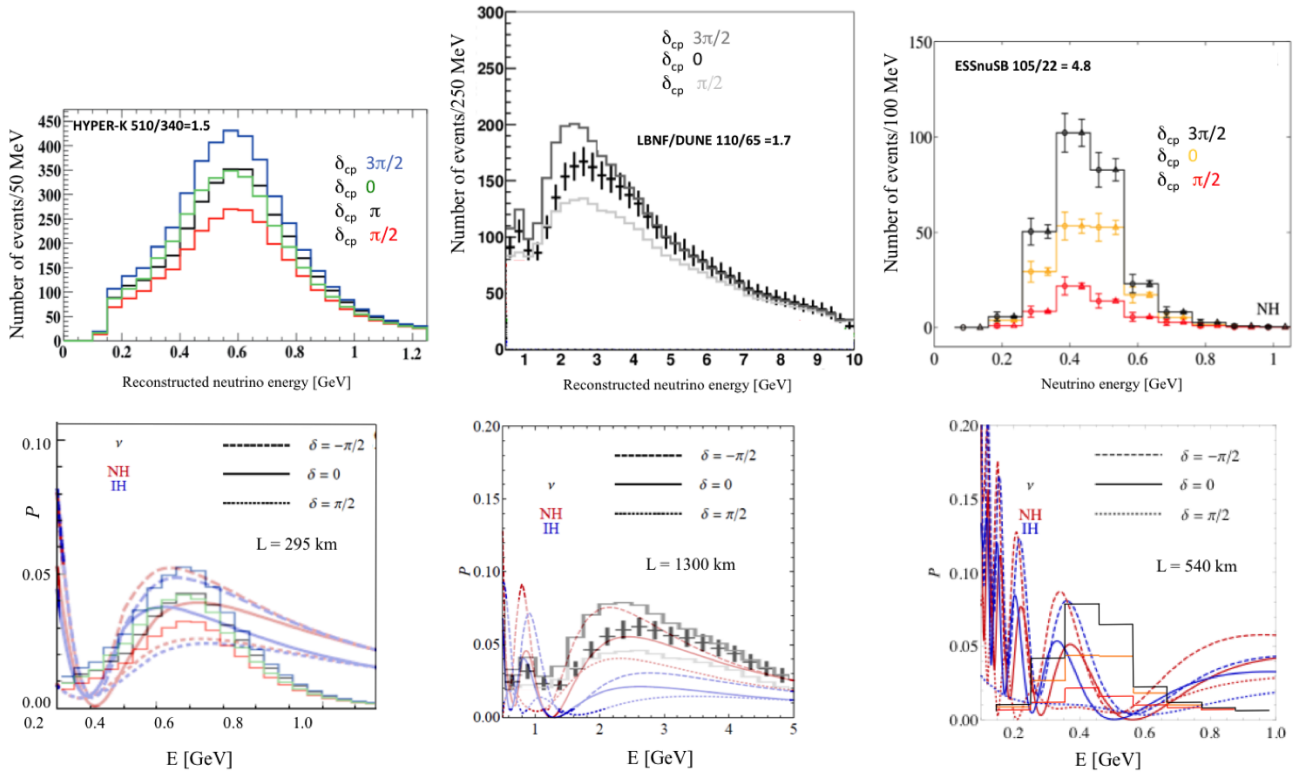 Number of events/50 MeV
450
400
350
300
250
200
150
100
50
0
HYPER-K 510/340=1.5
δcp 3π/2
δcp 0
δcp π
δcp π/2
0 0.2 0.4 0.6 0.8 1 1.2
Reconstructed neutrino energy [GeV]
Number of events/250 MeV
300
250
200
150
100
50
0
δcp 3π/2
δcp 0
δcp π/2
LBNF/DUNE 110/65 =1.7
1 2 3 4 5 6 7 8 9 10
Reconstructed neutrino energy [GeV]
Number of events/100 MeV
150
100
50
0
ESSnuSB 105/22 = 4.8
δcp 3π/2
δcp 0
δcp π/2
NH
0 0.2 0.4 0.6 0.8 1
Neutrino energy [GeV]
P
0.10
0.05
0.00
ν
NH
IH
δ = −π/2
δ = 0
δ = π/2
L = 295 km
0.2 0.4 0.6 0.8 1.0
E [GeV]
P
0.20
0.15
0.10
0.05
0.00
ν
NH
IH
δ = −π/2
δ = 0
δ = π/2
L = 1300 km
1 2 3 4 5
E [GeV]
P
0.20
0.15
0.10
0.05
0.00
ν
NH
IH
δ = −π/2
δ = 0
δ = π/2
L = 540 km
0.2 0.4 0.6 0.8 1.0
E [GeV]